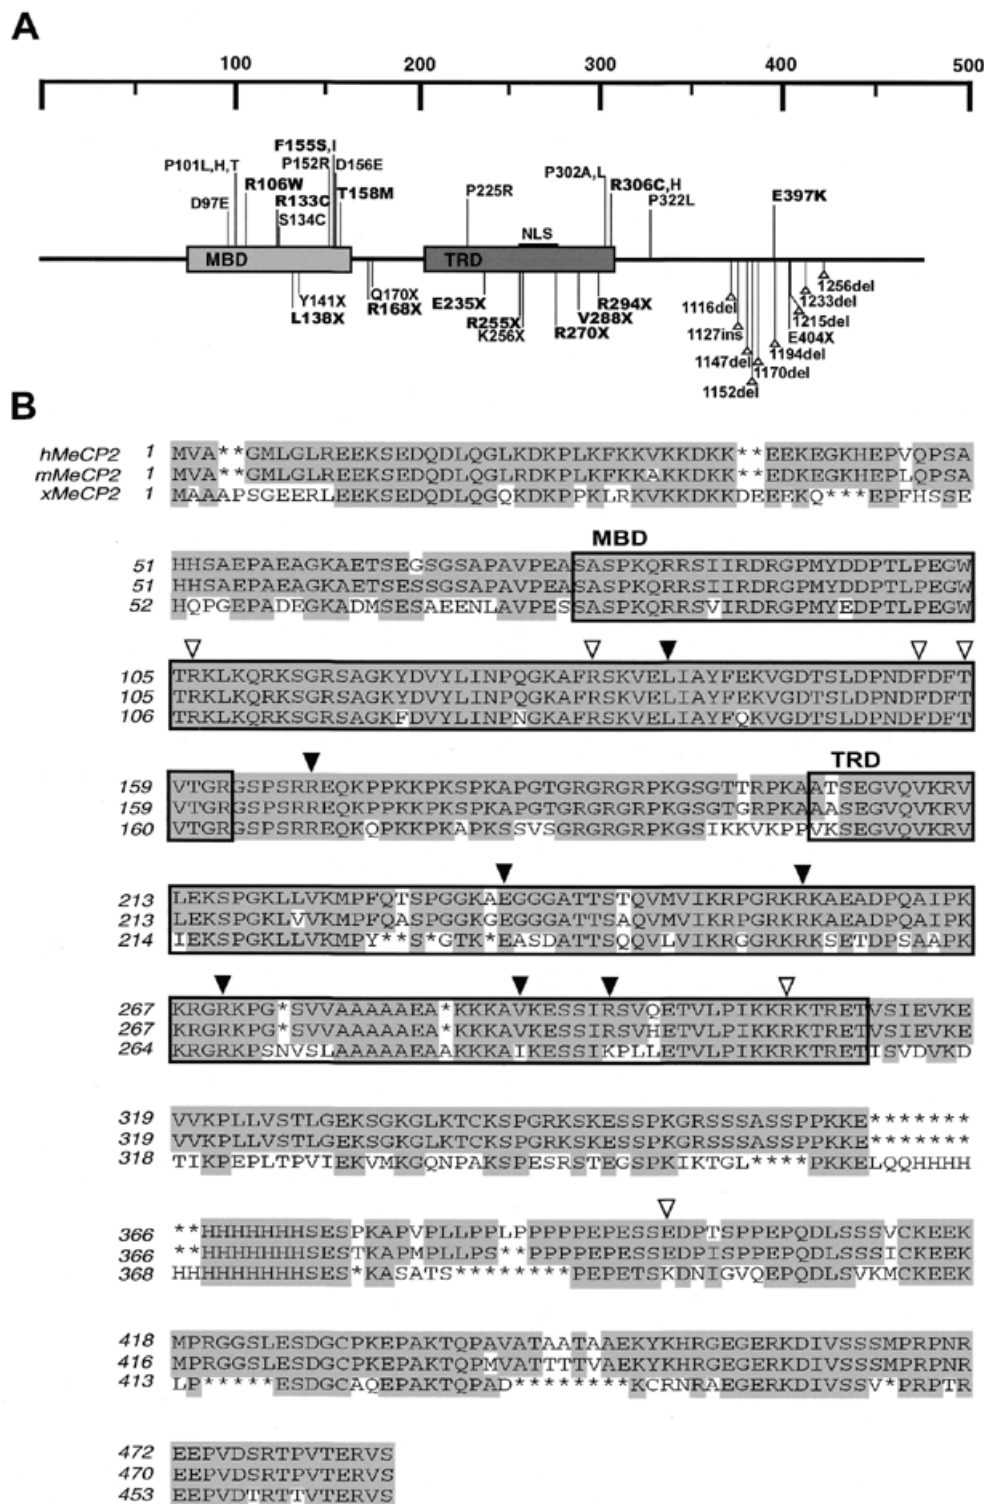 A
100 200 300 400 500
F155S,I
P101L,H,T P152R D156E P302A,L
R106W T158M R306C,H
D97E R133C P225R P322L E397K
S134C NLS
MBD TRD
Y141X Q170X E235X R294X 1116del 1256del
L138X R168X R255X V288X 1127ins 1233del
K256X R270X 1215del
E404X
1147del 1194del
1170del
1152del
B
hMeCP2 1 MVA**GMLGLREEKSEDQDLQGLKDKPLKFKKVKKDKK**EEKEGKHEPVQPSA
mMeCP2 1 MVA**GMLGLREEKSEDQDLQGLRDKPLKFKKAKKDKK**EDKEGKHEPLQPSA
xMeCP2 1 MAAAPSGEERLEEKSEDQDLQGQKDKPPKLRKVKKDKKDEEEKQ***EPFHSSE
MBD
51 HHSAEPAEAGKAETSEGSGSAPAVPEASASPKQRRSIIRDRGPMYDDPTLPEGW
51 HHSAEPAEAGKAETSESSGSAPAVPEASASPKQRRSIIRDRGPMYDDPTLPEGW
52 HQPGEPADEGKADMSESAEENLAVPESSASPKQRRSVIRDRGPMYEDPTLPEGW
105 TRKLKQRKSGRSAGKYDVYLINPQGKAFRSKVELIAYFEKVGDTSLDPNDFDFT
105 TRKLKQRKSGRSAGKYDVYLINPQGKAFRSKVELIAYFEKVGDTSLDPNDFDFT
106 TRKLKQRKSGRSAGKFDVYLINPNGKAFRSKVELIAYFQKVGDTSLDPNDFDFT
TRD
159 VTGRGSPSRREQKPPKKPKSPKAPGTGRGRGRPKGSGTTRPKAATSEGVQVKRV
159 VTGRGSPSRREQKPPKKPKSPKAPGTGRGRGRPKGSGTGRPKAAASEGVQVKRV
160 VTGRGSPSRREQKQPKKPKAPKSSVSGRGRGRPKGSIKKVKPPVKSEGVQVKRV
213 LEKSPGKLLVKMPFQTSPGGKAEGGGATTSTQVMVIKRPGRKRKAEADPQAIPK
213 LEKSPGKLVVKMPFQASPGGKGEGGGATTSAQVMVIKRPGRKRKAEADPQAIPK
214 IEKSPGKLLVKMPY**S*GTK*EASDATTSQQVLVIKRGGRKRKSETDPSAAPK
267 KRGRKPG*SVVAAAAAEA*KKKAVKESSIRSVQETVLPIKKRKTRETVSIEVKE
267 KRGRKPG*SVVAAAAAEA*KKKAVKESSIRSVHETVLPIKKRKTRETVSIEVKE
264 KRGRKPSNVSLAAAAAEAAKKKAIKESSIKPLLETVLPIKKRKTRETISVDVKD
319 VVKPLLVSTLGEKSGKGLKTCKSPGRKSKESSPKGRSSSASSPPKKE*******
319 VVKPLLVSTLGEKSGKGLKTCKSPGRKSKESSPKGRSSSASSPPKKE*******
318 TIKPEPLTPVIEKVMKGQNPAKSPESRSTEGSPKIKTGL****PKKELQQHHHH
366 **HHHHHHHSESPKAPVPLLPPLPPPPPEPESSEDPTSPPEPQDLSSSVCKEEK
366 **HHHHHHHSESTKAPMPLLPS**PPPPEPESSEDPISPPEPQDLSSSICKEEK
368 HHHHHHHHHSES*KASATS********PEPETSKDNIGVQEPQDLSVKMCKEEK
418 MPRGGSLESDGCPKEPAKTQPAVATAATAAEKYKHRGEGERKDIVSSSMPRPNR
416 MPRGGSLESDGCPKEPAKTQPMVATTTTVAEKYKHRGEGERKDIVSSSMPRPNR
413 LP*****ESDGCAQEPAKTQPAD********KCRNRAEGERKDIVSSV*PRPTR
472 EEPVDSRTPVTERVS
470 EEPVDSRTPVTERVS
453 EEPVDTRTTVTERVS